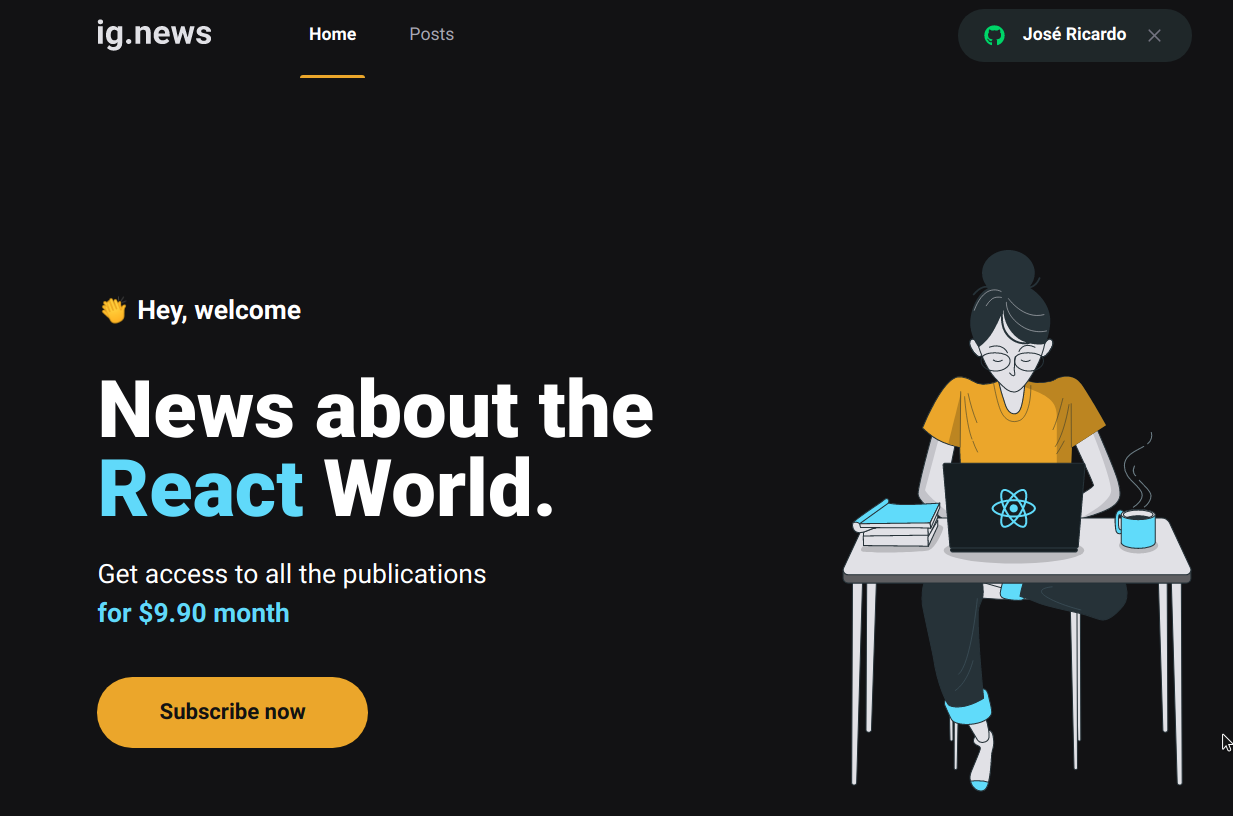 ig.news
Home
Posts
José Ricardo
👏 Hey, welcome
News about the
React World.
Get access to all the publications
for $9.90 month
Subscribe now